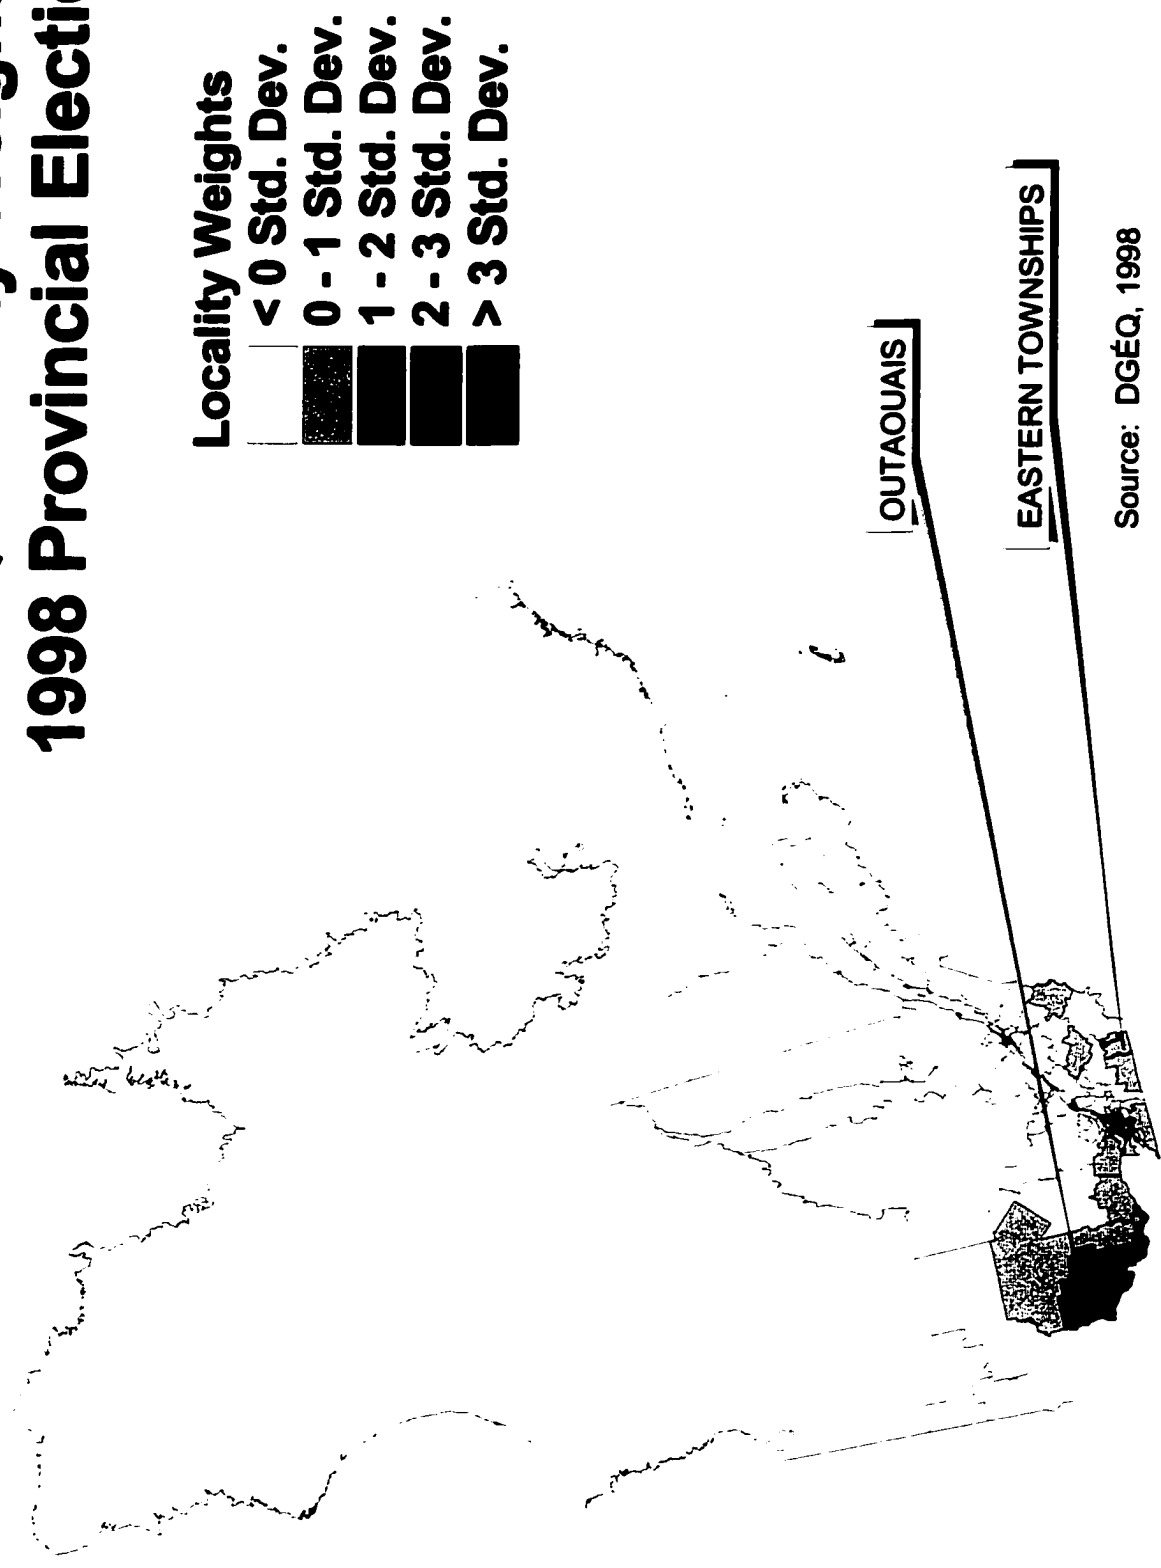 1998 Provincial
Locality Weights
< 0 Std. Dev.
0 - 1 Std. Dev.
1 - 2 Std. Dev.
2 - 3 Std. Dev.
> 3 Std. Dev.
OUTAOUAIS
EASTERN TOWNSHIPS
Source: DGÉQ, 1998